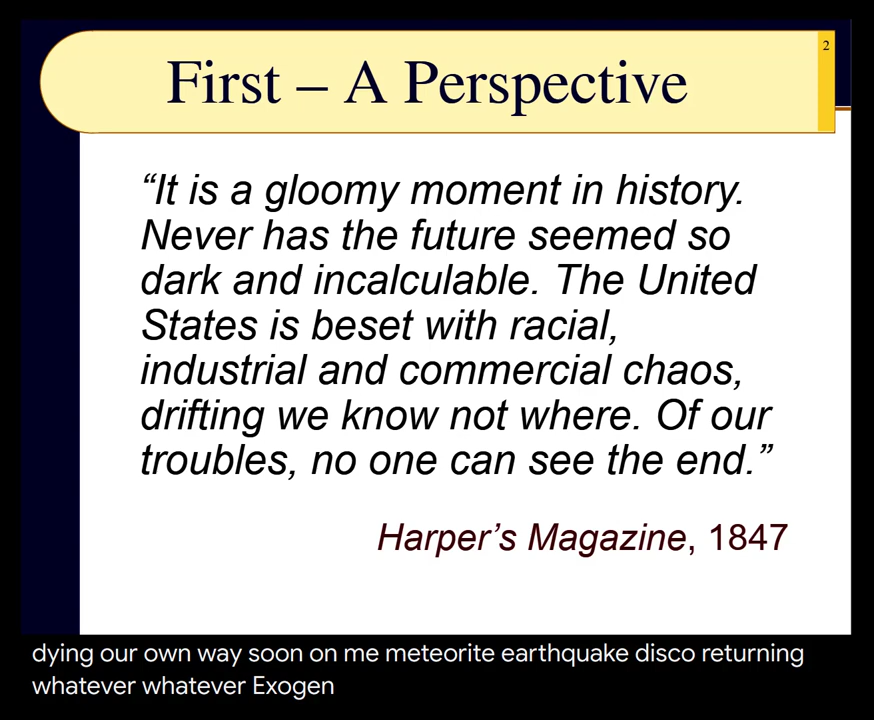 2
First – A Perspective
“It is a gloomy moment in history.
Never has the future seemed so
dark and incalculable. The United
States is beset with racial,
industrial and commercial chaos,
drifting we know not where. Of our
troubles, no one can see the end.”
Harper’s Magazine, 1847
dying our own way soon on me meteorite earthquake disco returning
whatever whatever Exogen